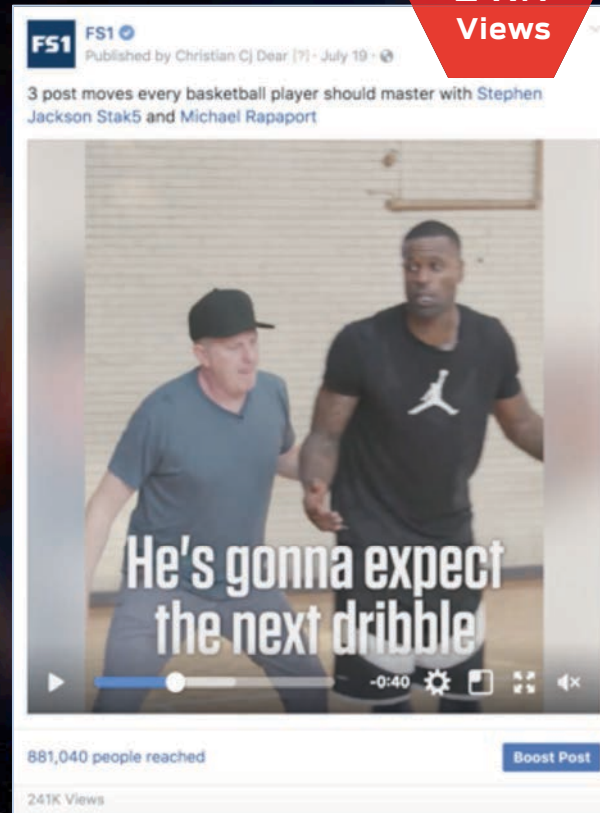 Views
FS1
FS1
Published by Christian Cj Dear [?] · July 19 ·
3 post moves every basketball player should master with Stephen
Jackson Stak5 and Michael Rapaport
He's gonna expect
the next dribble
-0:40
881,040 people reached
Boost Post
241K Views